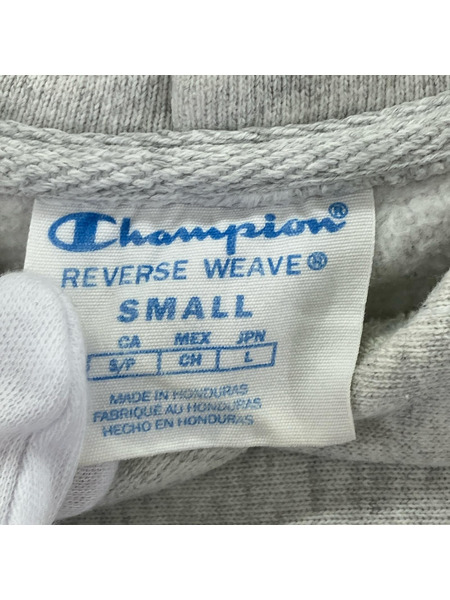 Champion®
REVERSE WEAVE®
SMALL
CA MEX JPN
S/P CH L
MADE IN HONDURAS
FABRIQUE AU HONDURAS
HECHO EN HONDURAS